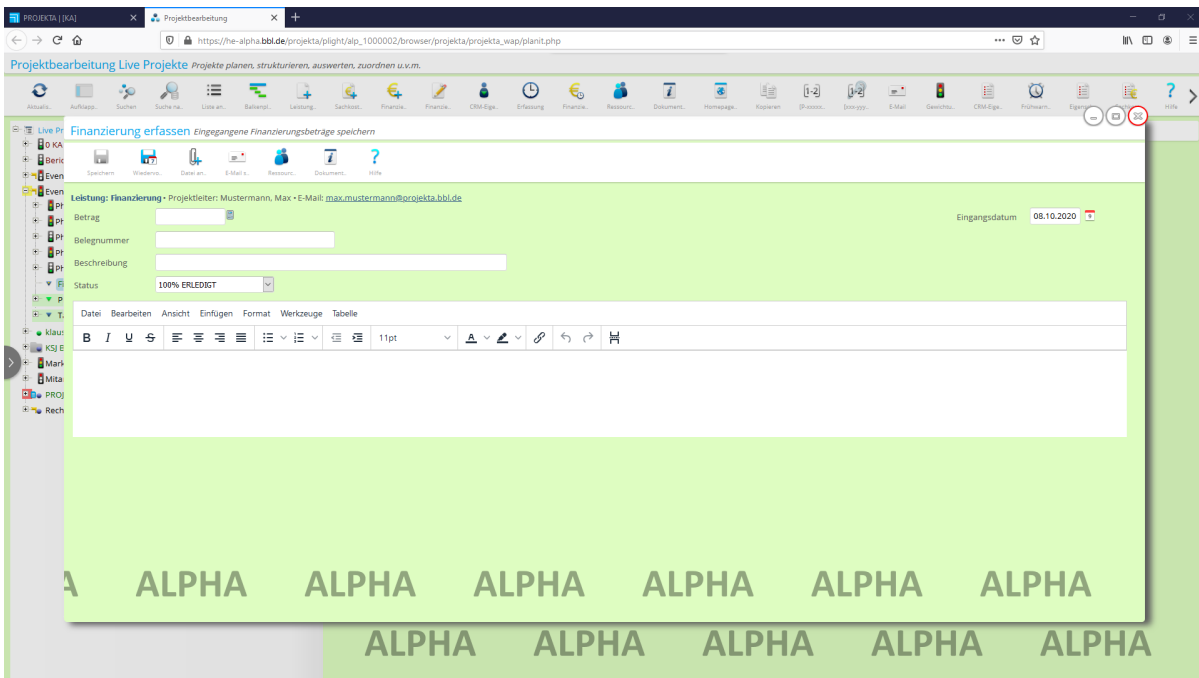 PROJEKTA | [KA]
Projektbearbeitung
https://he-alpha.bbl.de/projekta/plight/alp_1000002/browser/projekta/projekta_wap/planit.php
Projektbearbeitung Live Projekte Projekte planen, strukturieren, auswerten, zuordnen u.v.m.
Aktualis.. Aufklapp.. Suchen Suche na.. Liste an.. Balkenpl.. Leistung.. Sachkost.. Finanzie.. Finanzie.. CRM-Eige.. Erfassung Finanzie.. Ressourc.. Dokument.. Homepage.. Kopieren E-Mail Gewichtu.. CRM-Eige.. Frühwarn.. Hilfe
Live Pr
0 KA
Beric
Even
Even
Ph
Ph
Ph
Ph
Ph
P
T.
klaus
KSJ E
Mark
Mita
PROJ
Rech
Finanzierung erfassen Eingegangene Finanzierungsbeträge speichern
Speichern Wiedervo.. Datei an.. E-Mail s.. Ressourc.. Dokument.. Hilfe
Leistung: Finanzierung • Projektleiter: Mustermann, Max • E-Mail: max.mustermann@projekta.bbl.de
Betrag Eingangsdatum 08.10.2020
Belegnummer
Beschreibung
Status 100% ERLEDIGT
Datei Bearbeiten Ansicht Einfügen Format Werkzeuge Tabelle
B I U S 11pt A
A ALPHA ALPHA ALPHA ALPHA ALPHA ALPHA
ALPHA ALPHA ALPHA ALPHA ALPHA